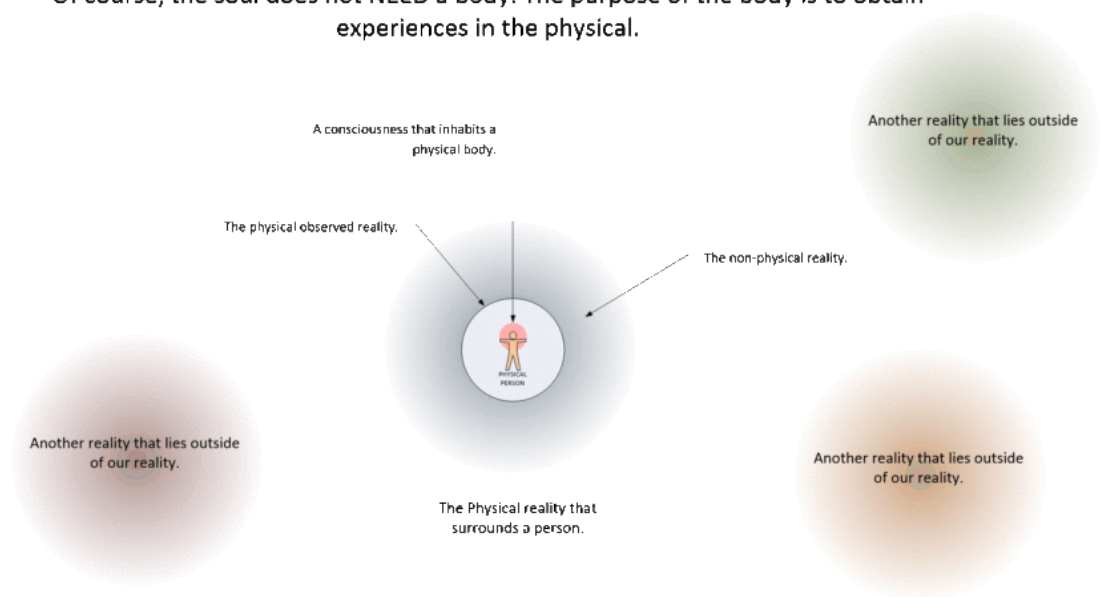 Of course, the soul does not NEED a body! The purpose of the body is to obtain
experiences in the physical.
A consciousness that inhabits a
physical body.
Another reality that lies outside
of our reality.
The physical observed reality.
The non-physical reality.
PHYSICAL
PERSON
Another reality that lies outside
of our reality.
Another reality that lies outside
of our reality.
The Physical reality that
surrounds a person.